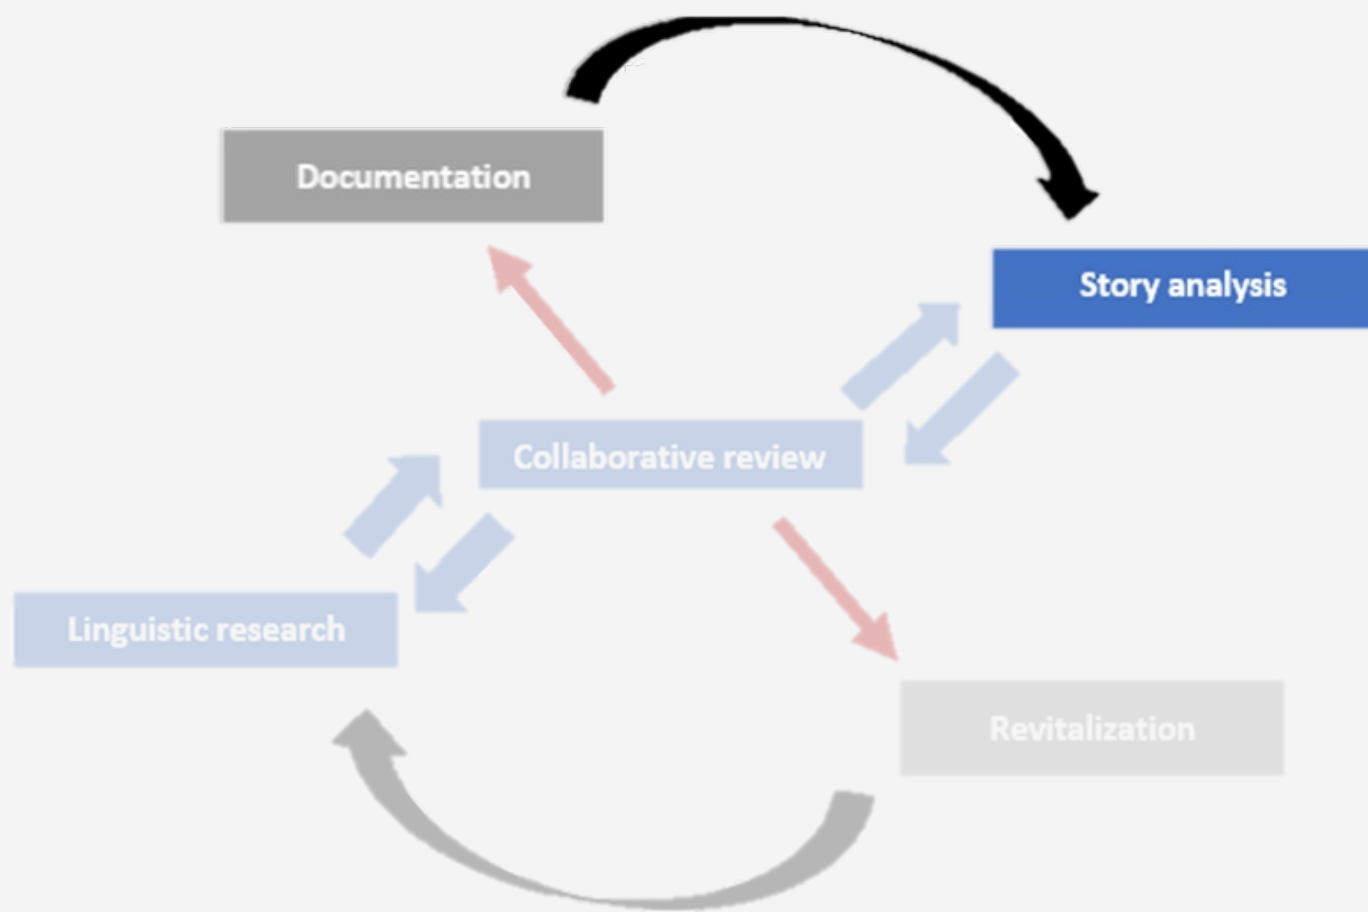 Documentation
Story analysis
Collaborative review
Linguistic research
Revitalization